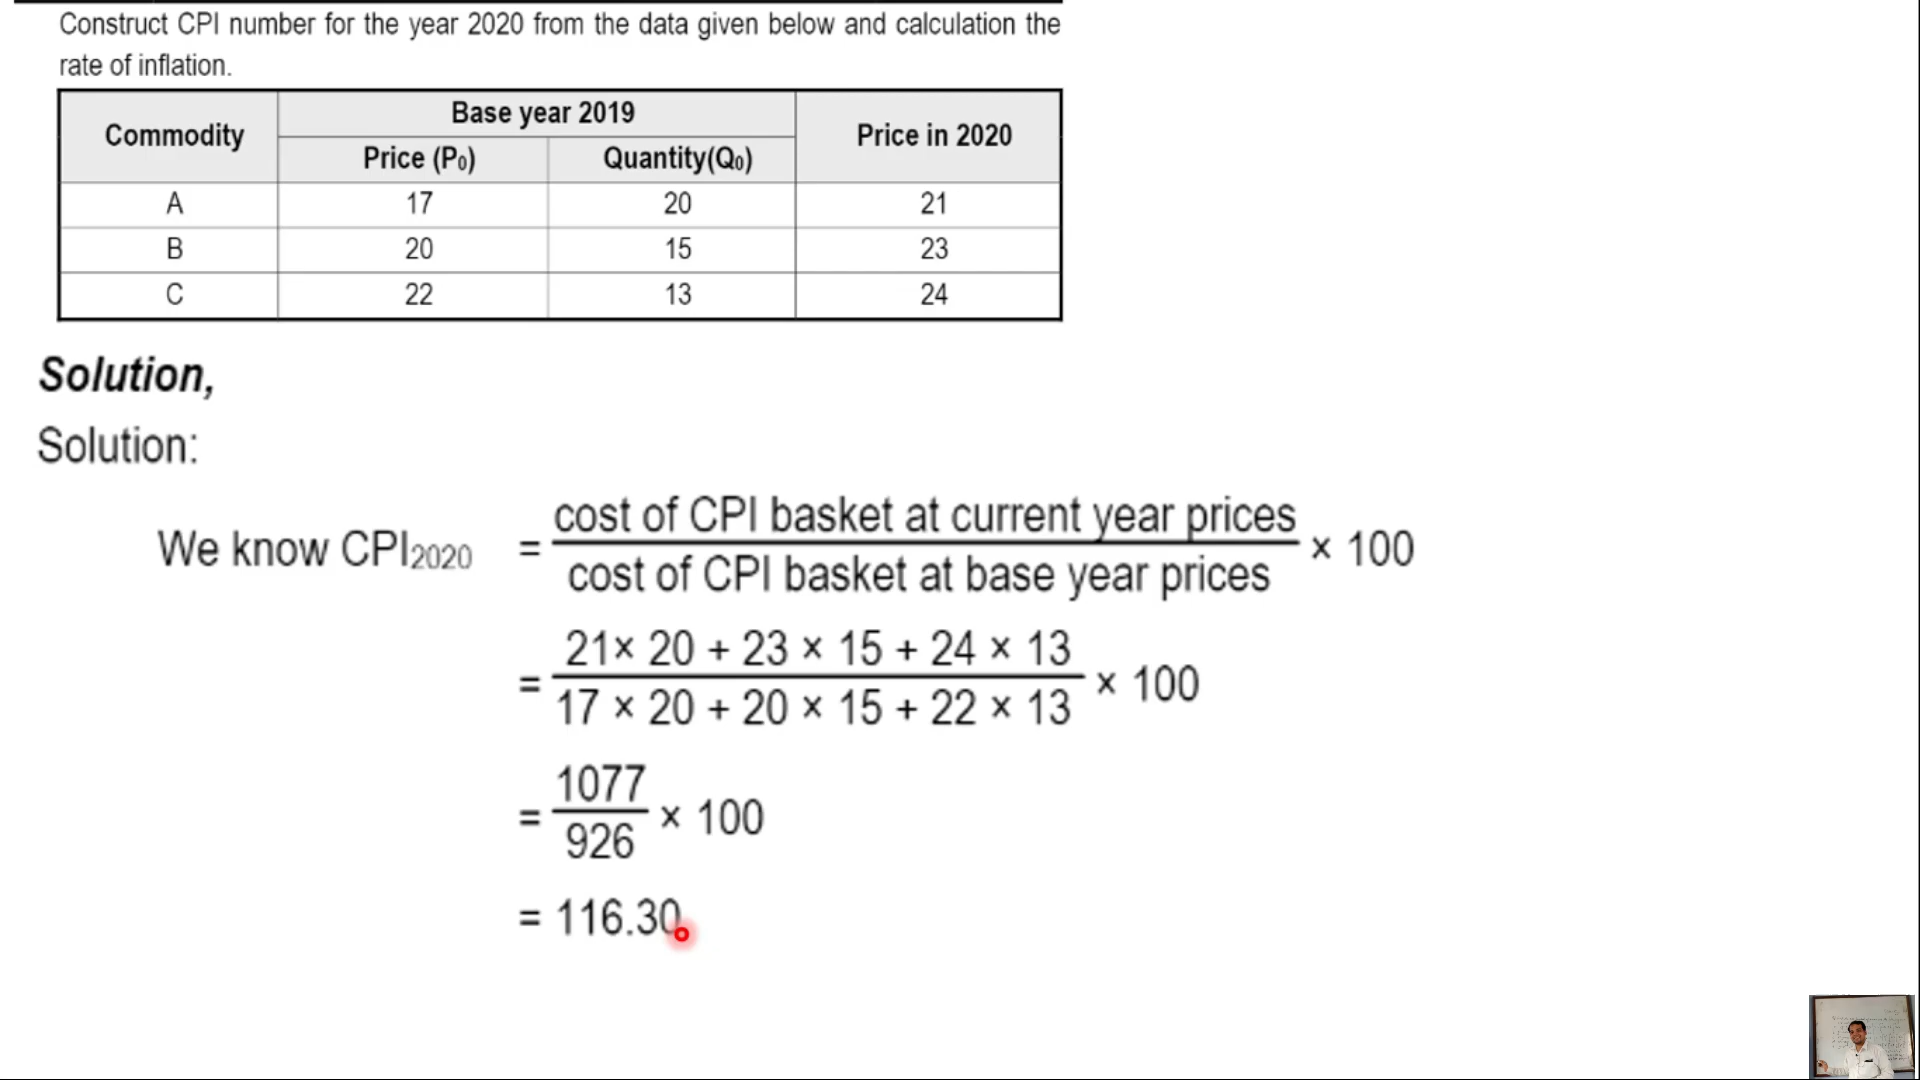 Construct CPI number for the year 2020 from the data given below and calculation the
rate of inflation.
Commodity Base year 2019 Price in 2020
Price (P₀) Quantity(Q₀)
A 17 20 21
B 20 15 23
C 22 13 24
Solution,
Solution:
We know CPI₂₀₂₀ = cost of CPI basket at current year prices / cost of CPI basket at base year prices × 100
= 21× 20 + 23 × 15 + 24 × 13 / 17 × 20 + 20 × 15 + 22 × 13 × 100
= 1077 / 926 × 100
= 116.30